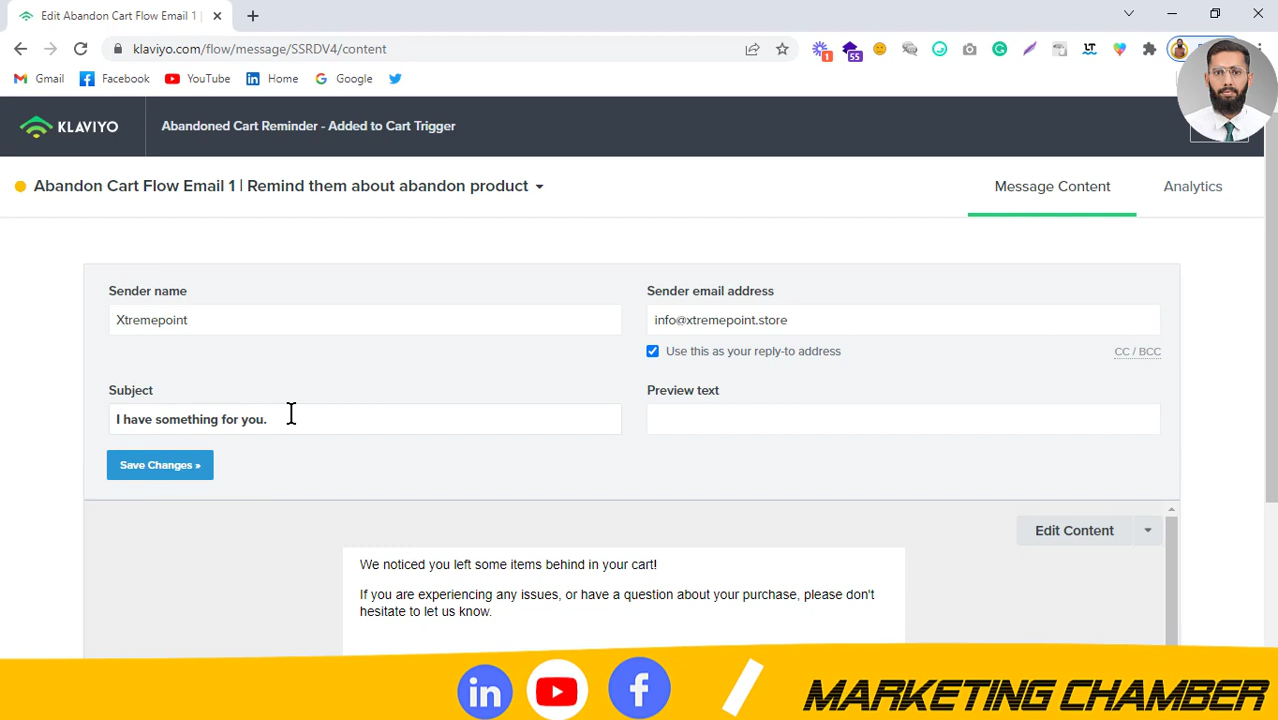 Edit Abandon Cart Flow Email 1 |
klaviyo.com/flow/message/SSRDV4/content
1
55
LT
Gmail
Facebook
YouTube
Home
Google
KLAVIYO
Abandoned Cart Reminder - Added to Cart Trigger
Abandon Cart Flow Email 1 | Remind them about abandon product
Message Content
Analytics
Sender name
Sender email address
Xtremepoint
info@xtremepoint.store
Use this as your reply-to address
CC / BCC
Subject
Preview text
I have something for you.
Save Changes »
Edit Content
We noticed you left some items behind in your cart!
If you are experiencing any issues, or have a question about your purchase, please don't
hesitate to let us know.
in
f
MARKETING CHAMBER